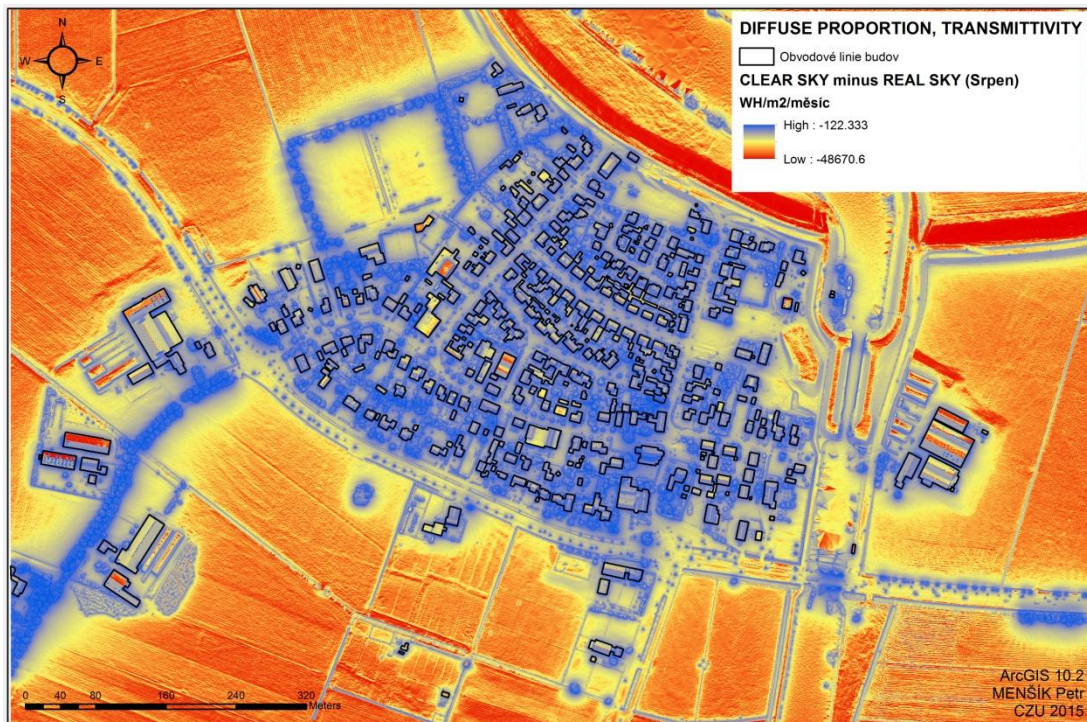 DIFFUSE PROPORTION, TRANSMITTIVITY
Obvodové linie budov
CLEAR SKY minus REAL SKY (Srpen)
WH/m2/měsíc
High : -122.333
Low : -48670.6
N
W E
S
0 40 80 160 240 320
Meters
ArcGIS 10.2
MENŠÍK Petr
CZU 2015